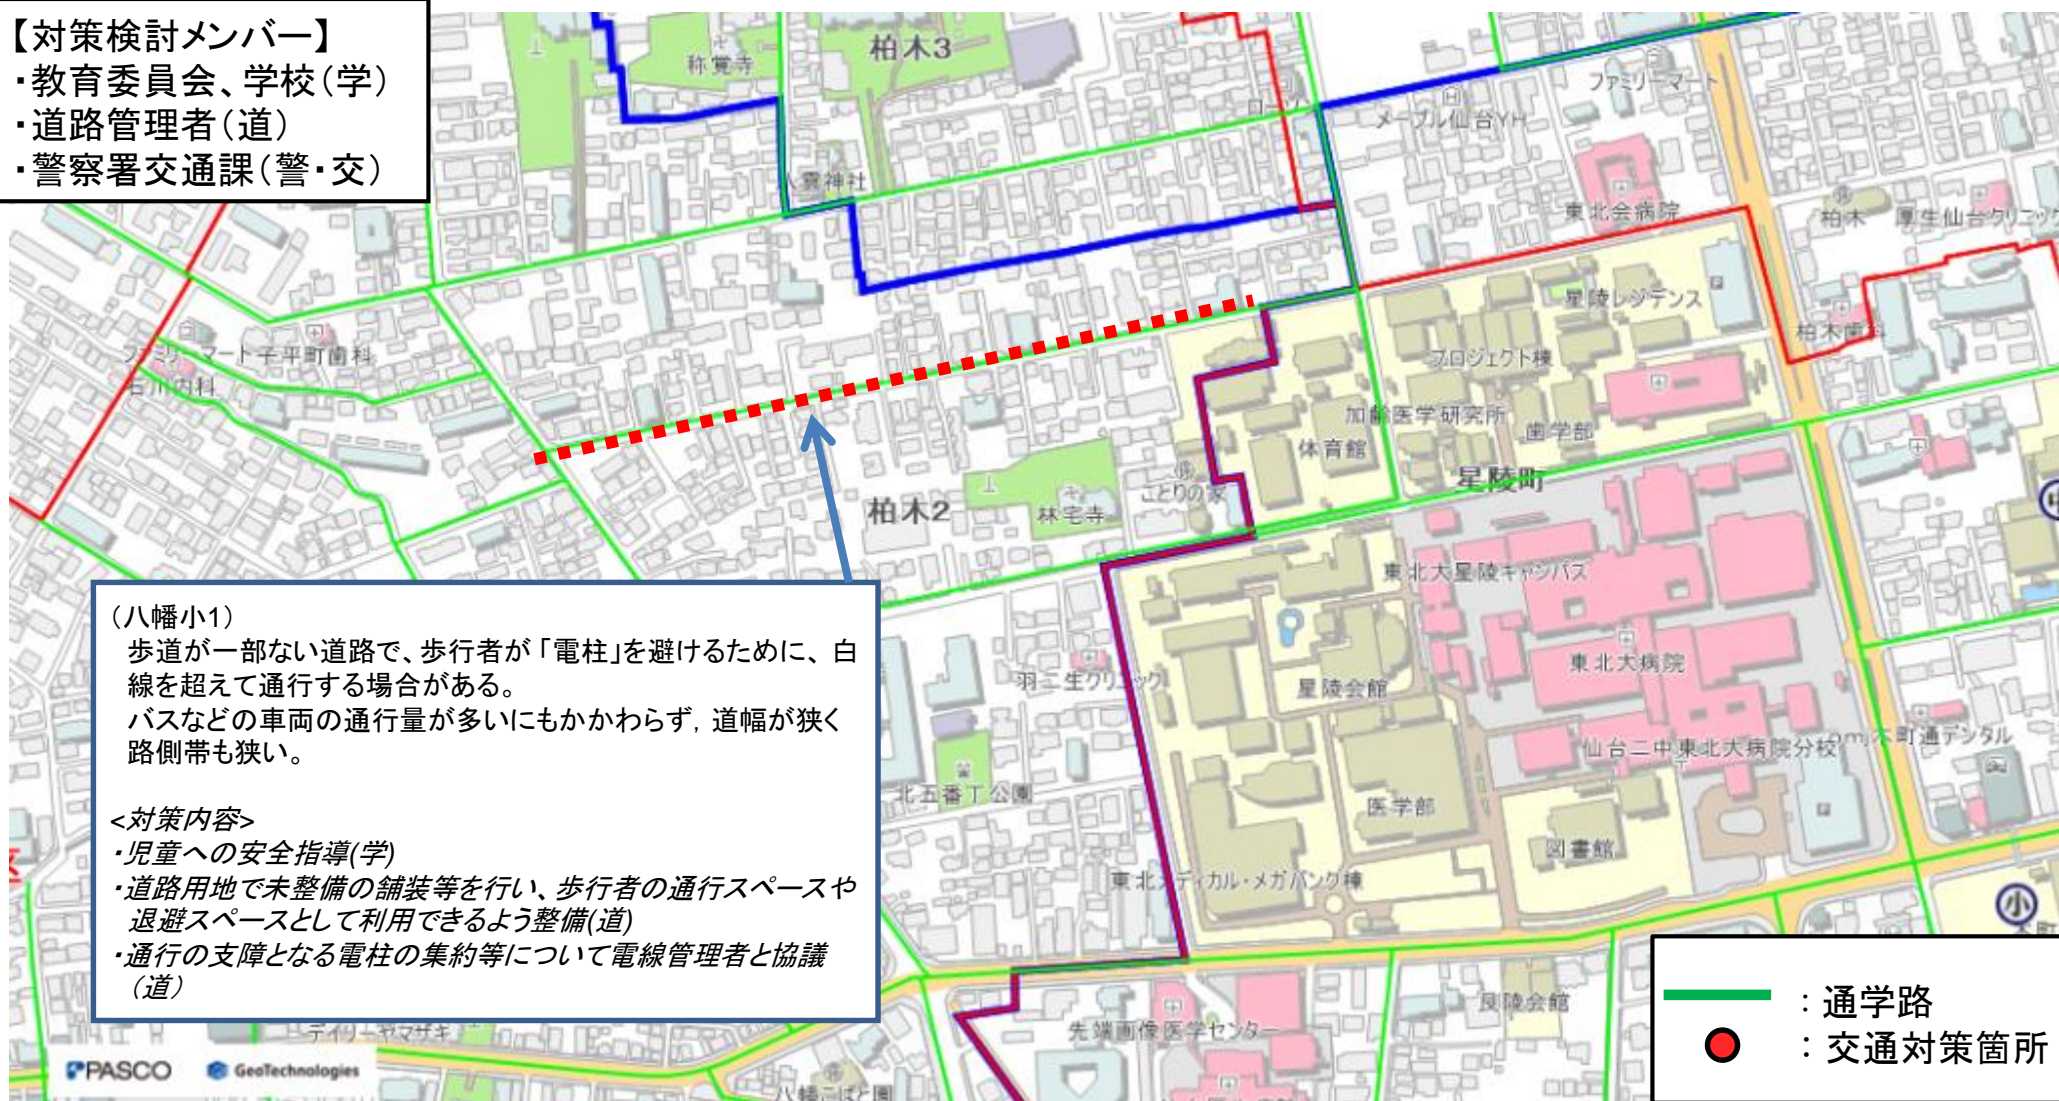 【対策検討メンバー】
・教育委員会、学校(学)
・道路管理者(道)
・警察署交通課(警・交)
柏木3
称覚寺
ローソン
メープル仙台YH
ファミリーマート
東北会病院
柏木
厚生仙台クリニック
星陵レジデンス
柏木歯科
プロジェクト棟
加齢医学研究所
歯学部
体育館
星陵町
ファミリーマート子平町歯科
石川内科
柏木2
林宅寺
ことりの家
東北大星陵キャンパス
東北大病院
羽二生クリニック
星陵会館
仙台二中東北大病院分校
北五番丁公園
医学部
図書館
東北メディカル・メガバンク棟
小
中
艮陵会館
先端画像医学センター
デイリーヤマザキ
八幡こばと園
(八幡小1)
歩道が一部ない道路で、歩行者が「電柱」を避けるために、白
線を超えて通行する場合がある。
バスなどの車両の通行量が多いにもかかわらず，道幅が狭く
路側帯も狭い。
<対策内容>
・児童への安全指導(学)
・道路用地で未整備の舗装等を行い、歩行者の通行スペースや
退避スペースとして利用できるよう整備(道)
・通行の支障となる電柱の集約等について電線管理者と協議
(道)
PASCO
GeoTechnologies
：通学路
：交通対策箇所